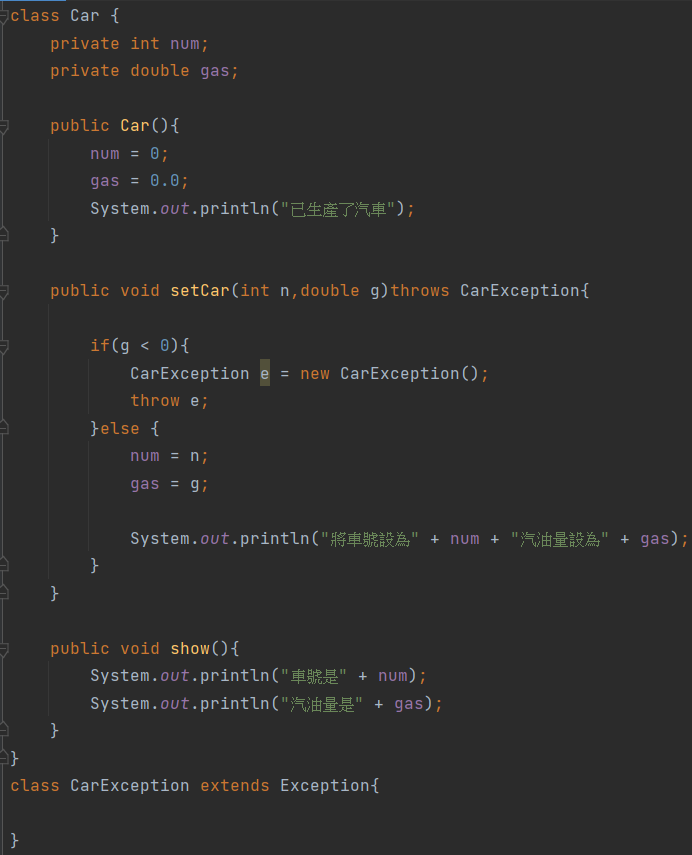 class Car {
private int num;
private double gas;
public Car(){
num = 0;
gas = 0.0;
System.out.println("已生產了汽車");
}
public void setCar(int n,double g)throws CarException{
if(g < 0){
CarException e = new CarException();
throw e;
}else {
num = n;
gas = g;
System.out.println("將車號設為" + num + "汽油量設為" + gas);
}
}
public void show(){
System.out.println("車號是" + num);
System.out.println("汽油量是" + gas);
}
}
class CarException extends Exception{
}